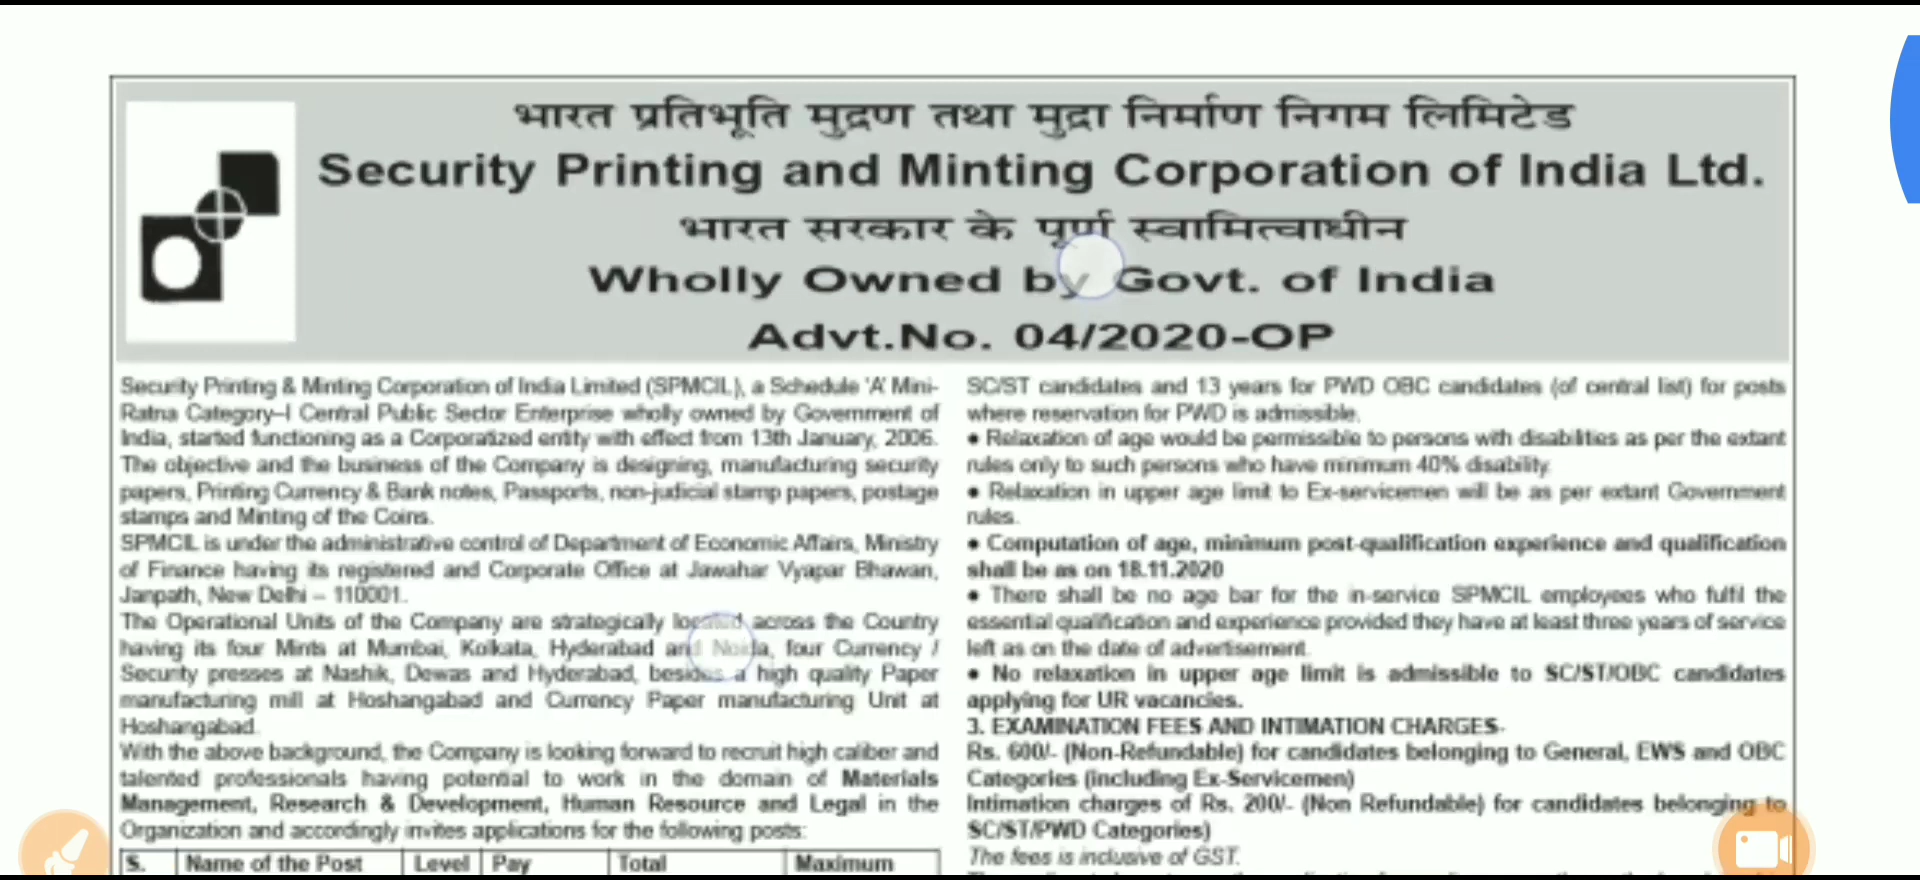 भारत प्रतिभूति मुद्रण तथा मुद्रा निर्माण निगम लिमिटेड
Security Printing and Minting Corporation of India Ltd.
भारत सरकार के पूर्ण स्वामित्वाधीन
Wholly Owned by Govt. of India
Advt.No. 04/2020-OP
Security Printing & Minting Corporation of India Limited (SPMCIL), a Schedule 'A' Mini-
Ratna Category–I Central Public Sector Enterprise wholly owned by Government of
India, started functioning as a Corporatized entity with effect from 13th January, 2006.
The objective and the business of the Company is designing, manufacturing security
papers, Printing Currency & Bank notes, Passports, non-judicial stamp papers, postage
stamps and Minting of the Coins.
SPMCIL is under the administrative control of Department of Economic Affairs, Ministry
of Finance having its registered and Corporate Office at Jawahar Vyapar Bhawan,
Janpath, New Delhi – 110001.
The Operational Units of the Company are strategically located across the Country
having its four Mints at Mumbai, Kolkata, Hyderabad and Noida, four Currency /
Security presses at Nashik, Dewas and Hyderabad, besides a high quality Paper
manufacturing mill at Hoshangabad and Currency Paper manufacturing Unit at
Hoshangabad.
With the above background, the Company is looking forward to recruit high caliber and
talented professionals having potential to work in the domain of Materials
Management, Research & Development, Human Resource and Legal in the
Organization and accordingly invites applications for the following posts:
S. Name of the Post Level Pay Total Maximum
SC/ST candidates and 13 years for PWD OBC candidates (of central list) for posts
where reservation for PWD is admissible.
• Relaxation of age would be permissible to persons with disabilities as per the extant
rules only to such persons who have minimum 40% disability.
• Relaxation in upper age limit to Ex-servicemen will be as per extant Government
rules.
• Computation of age, minimum post-qualification experience and qualification
shall be as on 18.11.2020
• There shall be no age bar for the in-service SPMCIL employees who fulfil the
essential qualification and experience provided they have at least three years of service
left as on the date of advertisement.
• No relaxation in upper age limit is admissible to SC/ST/OBC candidates
applying for UR vacancies.
3. EXAMINATION FEES AND INTIMATION CHARGES-
Rs. 600/- (Non-Refundable) for candidates belonging to General, EWS and OBC
Categories (including Ex-Servicemen)
Intimation charges of Rs. 200/- (Non Refundable) for candidates belonging to
SC/ST/PWD Categories)
The fees is inclusive of GST.